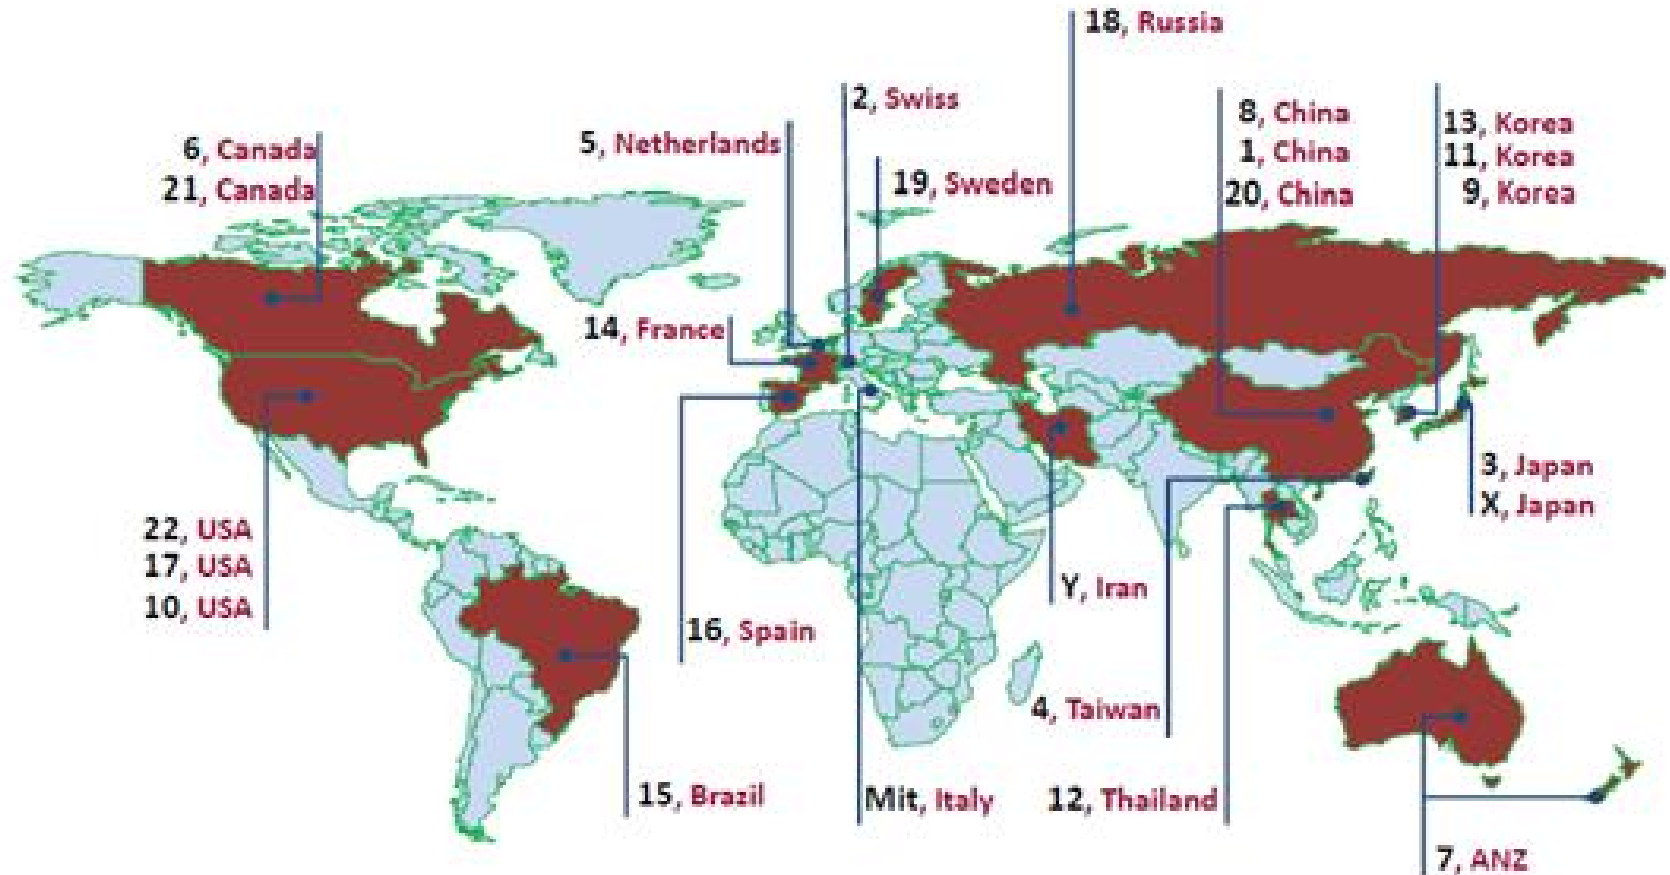 18, Russia
2, Swiss
8, China
1, China
20, China
13, Korea
11, Korea
9, Korea
6, Canada
21, Canada
5, Netherlands
19, Sweden
14, France
3, Japan
X, Japan
22, USA
17, USA
10, USA
16, Spain
Y, Iran
4, Taiwan
15, Brazil
Mit, Italy
12, Thailand
7, ANZ